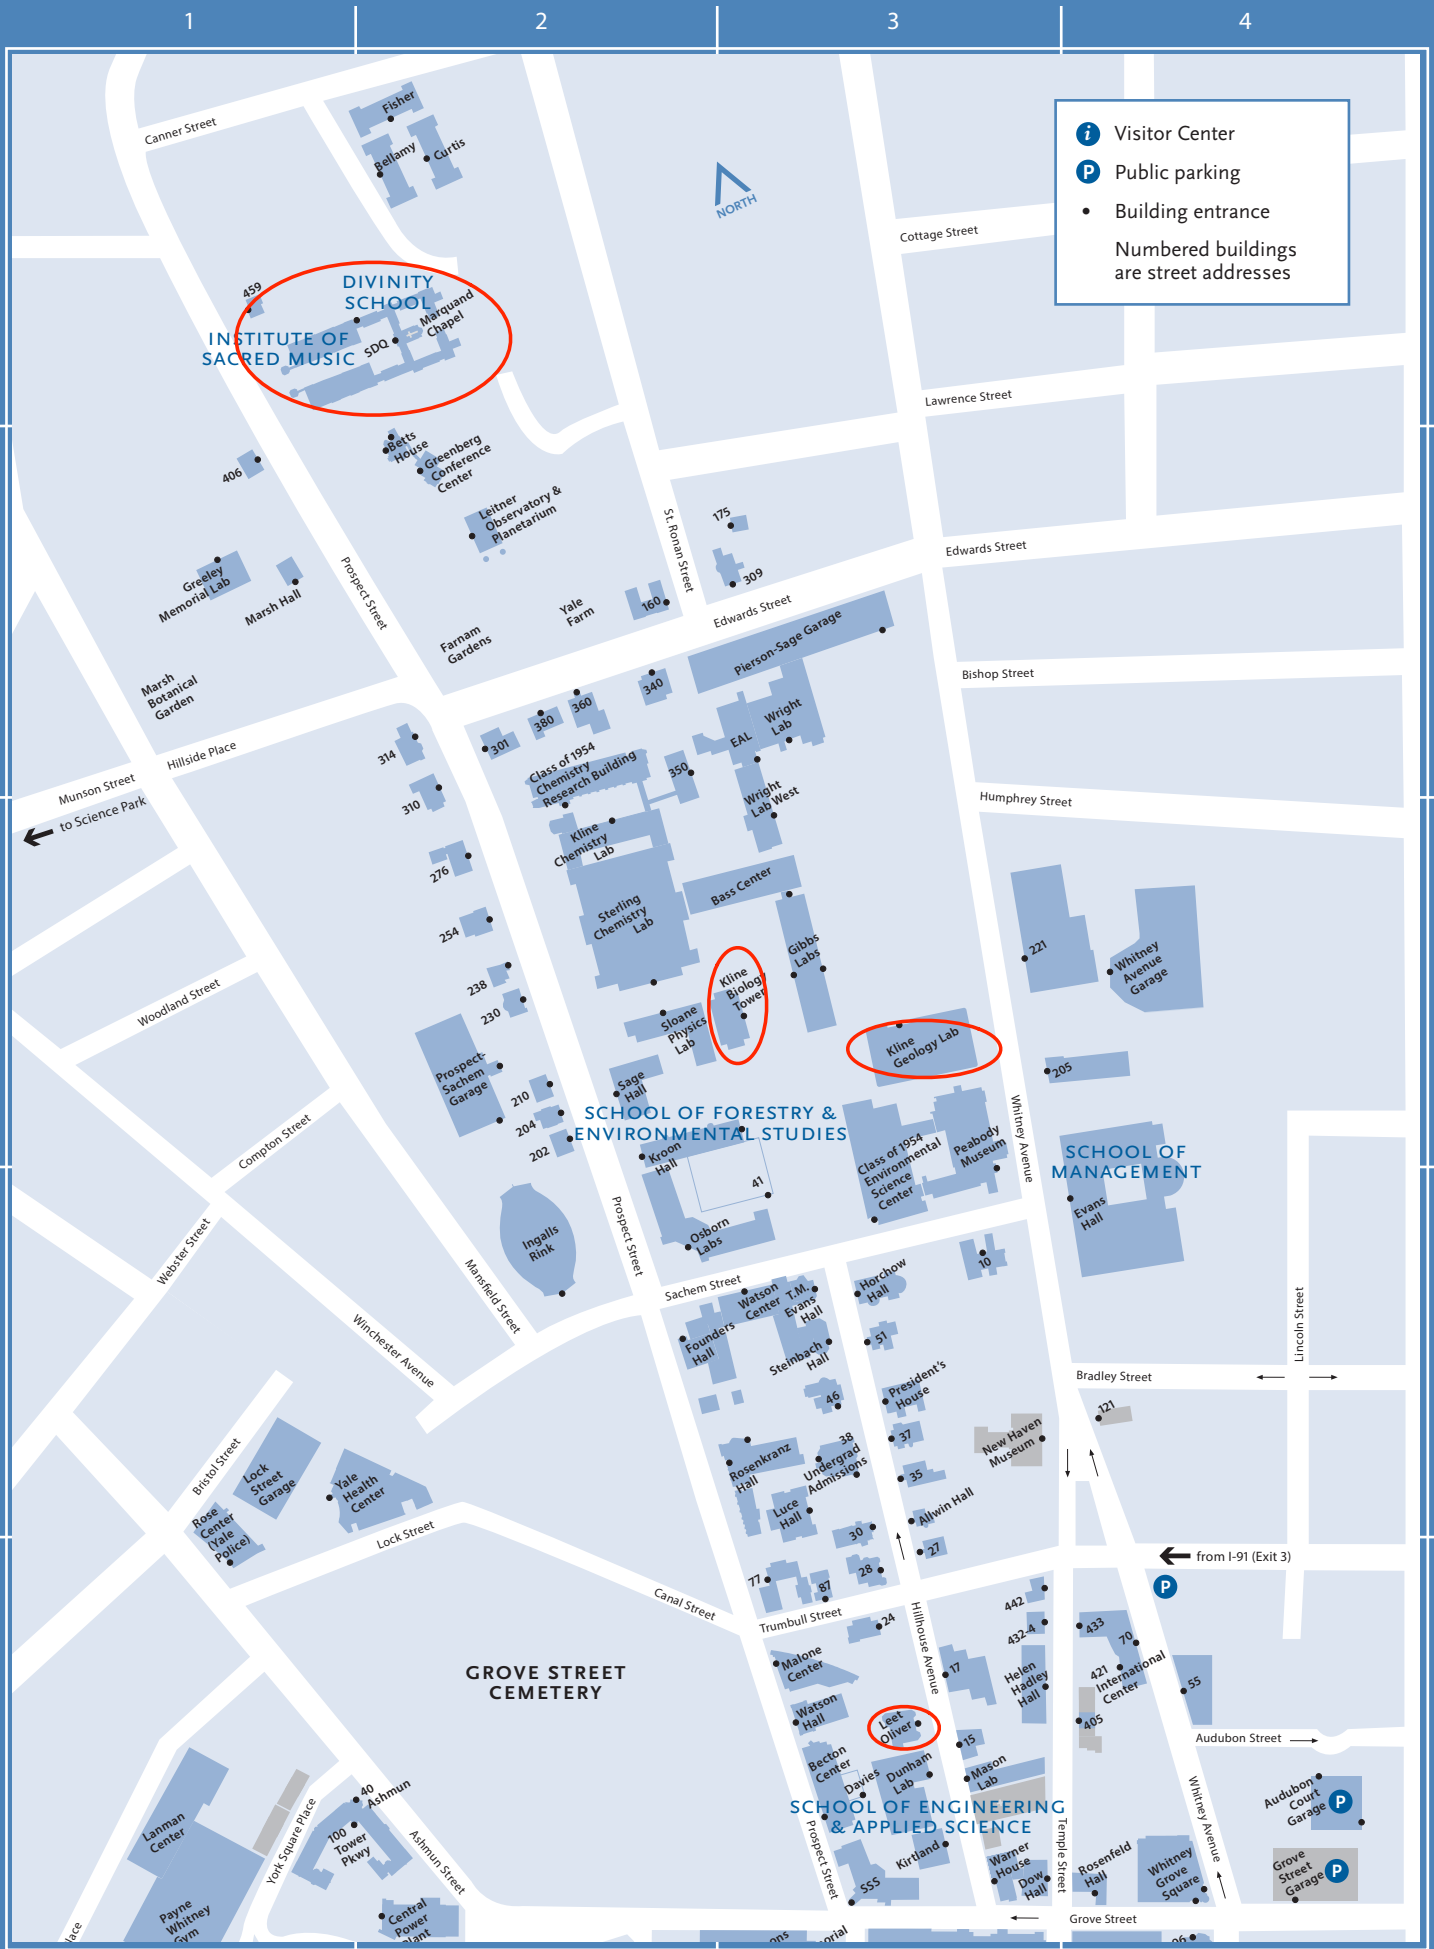 1
2
3
4
i Visitor Center
P Public parking
Building entrance
Numbered buildings
are street addresses
NORTH
Canner Street
Fisher
Bellamy
Curtis
Cottage Street
459
DIVINITY
SCHOOL
INSTITUTE OF
SACRED MUSIC
SDQ
Marquand
Chapel
Lawrence Street
406
Betts
House
Greenberg
Conference
Center
Leitner
Observatory &
Planetarium
St. Ronan Street
175
309
Edwards Street
Greeley
Memorial Lab
Marsh Hall
Prospect Street
160
Yale
Farm
Farnam
Gardens
Edwards Street
Pierson-Sage Garage
Bishop Street
Marsh
Botanical
Garden
340
360
380
301
Wright
Lab
EAL
314
Hillside Place
Munson Street
to Science Park
Class of 1954
Chemistry
Research Building
350
Wright
Lab West
Humphrey Street
310
Kline
Chemistry
Lab
276
Bass Center
Sterling
Chemistry
Lab
254
Gibbs
Labs
221
Whitney
Avenue
Garage
238
230
Woodland Street
Kline
Biology
Tower
Sloane
Physics
Lab
Kline
Geology Lab
205
Prospect-
Sachem
Garage
Sage
Hall
210
204
202
SCHOOL OF FORESTRY &
ENVIRONMENTAL STUDIES
Whitney Avenue
Compton Street
Kroon
Hall
41
Class of 1954
Environmental
Science
Center
Peabody
Museum
SCHOOL OF
MANAGEMENT
Evans
Hall
Prospect Street
Ingalls
Rink
Osborn
Labs
Webster Street
Mansfield Street
Sachem Street
10
Horchow
Hall
Watson
Center
T.M.
Evans
Hall
Founders
Hall
Steinbach
Hall
51
Winchester Avenue
Lincoln Street
Bradley Street
President's
House
46
121
37
New Haven
Museum
38
Undergrad
Admissions
Rosenkranz
Hall
35
Bristol Street
Lock
Street
Garage
Yale
Health
Center
Luce
Hall
Allwin Hall
Rose
Center
(Yale
Police)
Lock Street
30
27
from I-91 (Exit 3)
P
28
77
87
Canal Street
Trumbull Street
24
Hillhouse Avenue
442
432-4
433
70
421
International
Center
GROVE STREET
CEMETERY
Malone
Center
17
Helen
Hadley
Hall
55
Watson
Hall
Leet
Oliver
405
15
Audubon Street
Becton
Center
Davies
Dunham
Lab
Mason
Lab
SCHOOL OF ENGINEERING
& APPLIED SCIENCE
Whitney Avenue
Audubon
Court
Garage
P
40
Ashmun
Lanman
Center
100
Tower
Pkwy
York Square Place
Ashmun Street
Prospect Street
Kirtland
Warner
House
Dow
Hall
Temple Street
Rosenfeld
Hall
Whitney
Grove
Square
Grove
Street
Garage
P
SSS
Payne
Whitney
Gym
Central
Power
Plant
Grove Street
lace
ons
orial
96